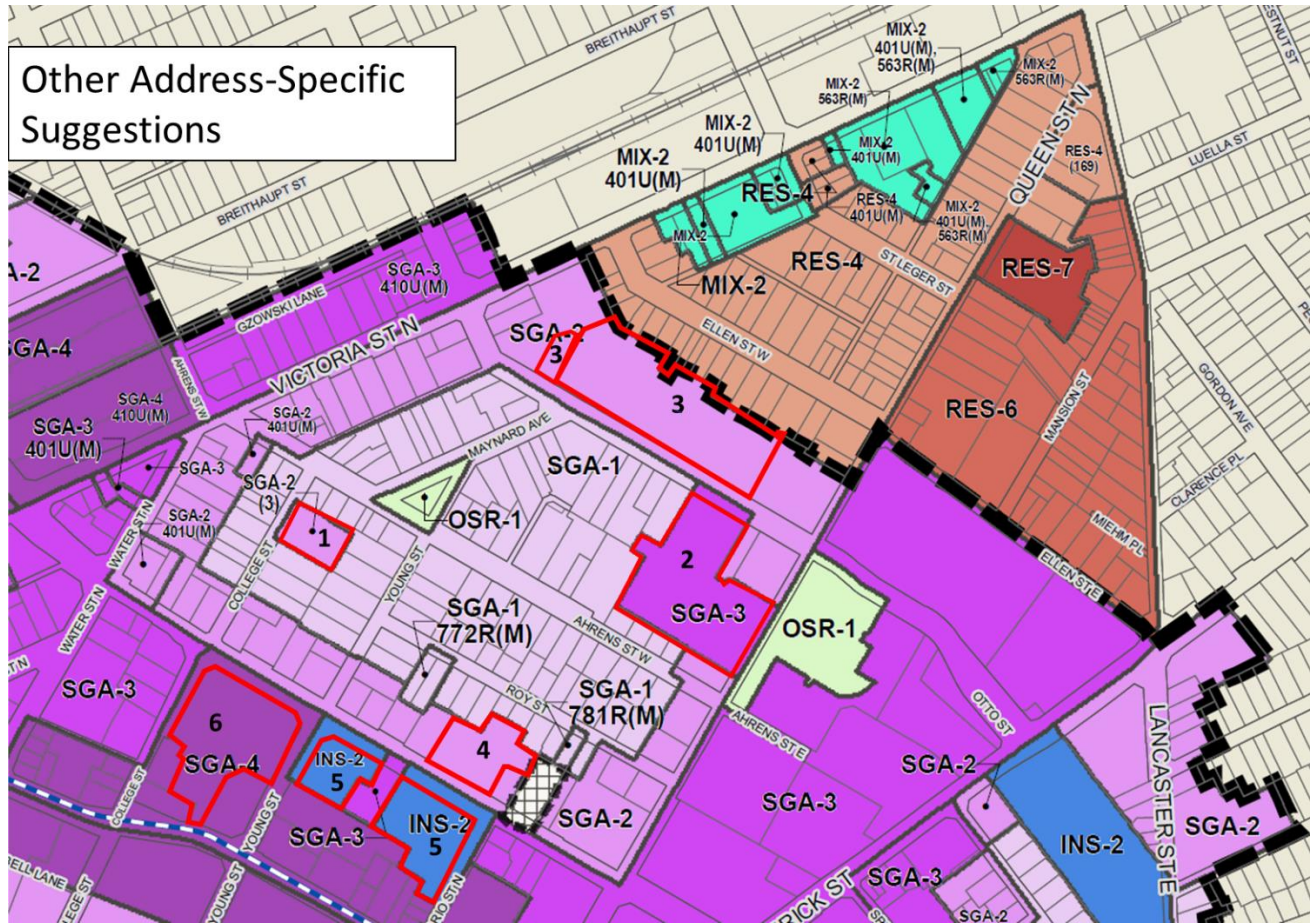 Other Address-Specific
Suggestions
BREITHAUPT ST
BREITHAUPT ST
GZOWSKI LANE
SGA-3
410U(M)
VICTORIA ST N
AHRENS ST W
A-2
SGA-4
SGA-4
410U(M)
SGA-3
401U(M)
SGA-3
SGA-2
401U(M)
SGA-2
401U(M)
SGA-2
(3)
1
WATER ST N
WATER ST N
COLLEGE ST
YOUNG ST
MAYNARD AVE
OSR-1
SGA-1
SGA-2
3
3
MIX-2
401U(M)
MIX-2
401U(M)
MIX-2
MIX-2
RES-4
MIX-2
563R(M)
MIX-2
401U(M),
563R(M)
MIX-2
563R(M)
MIX-2
401U(M)
RES-4
401U(M)
MIX-2
401U(M),
563R(M)
RES-4
ELLEN ST W
ST LEGER ST
QUEEN ST N
RES-4
(169)
LUELLA ST
RES-7
RES-6
MANSION ST
GORDON AVE
CLARENCE PL
MIEHM PL
ELLEN ST E
2
SGA-3
OSR-1
SGA-1
772R(M)
AHRENS ST W
ROY ST
SGA-1
781R(M)
4
SGA-2
AHRENS ST E
OTTO ST
SGA-3
SGA-2
INS-2
LANCASTER ST E
SGA-2
SGA-3
SGA-2
SGA-3
6
SGA-4
INS-2
5
SGA-3
INS-2
5
COLLEGE ST
YOUNG ST
YOUNG ST